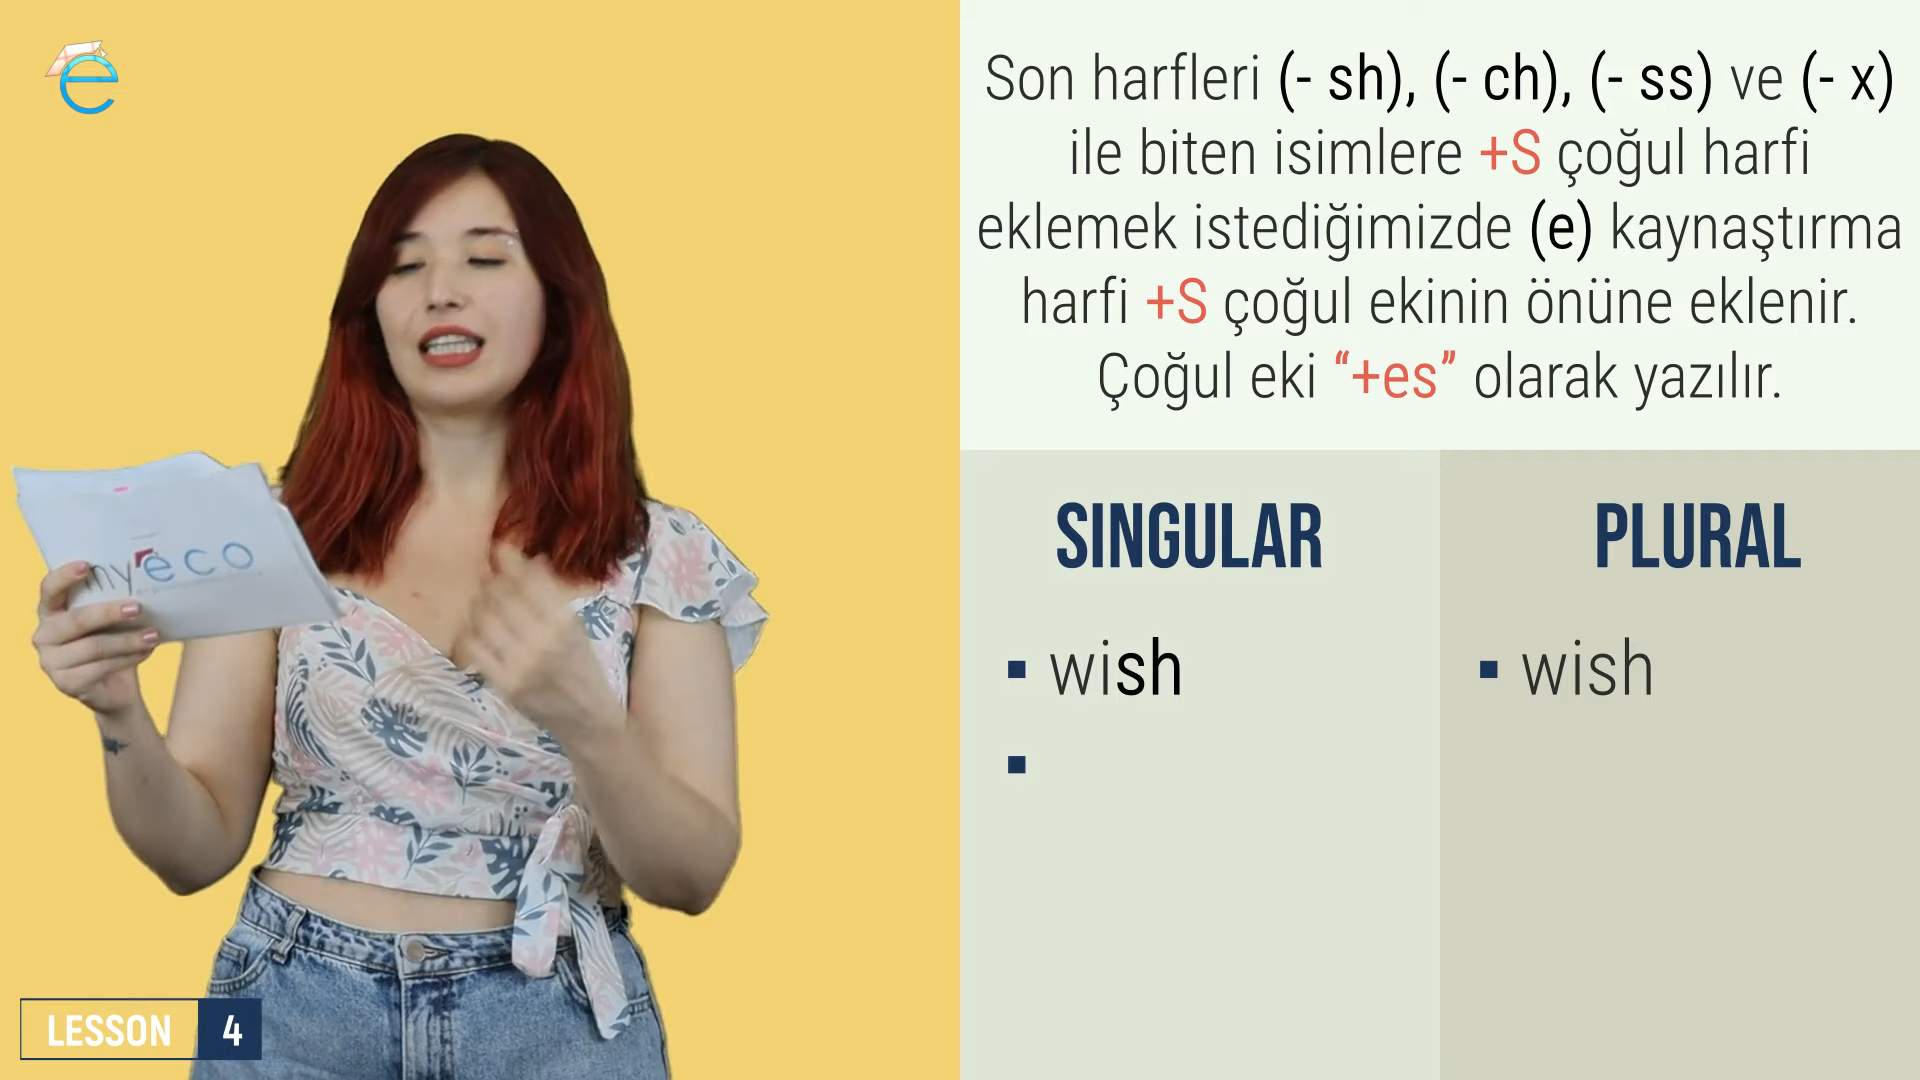 e
Son harfleri (- sh), (- ch), (- ss) ve (- x)
ile biten isimlere +S çoğul harfi
eklemek istediğimizde (e) kaynaştırma
harfi +S çoğul ekinin önüne eklenir.
Çoğul eki “+es” olarak yazılır.
SINGULAR
PLURAL
▪ wish
▪ wish
▪
myeco
LESSON 4